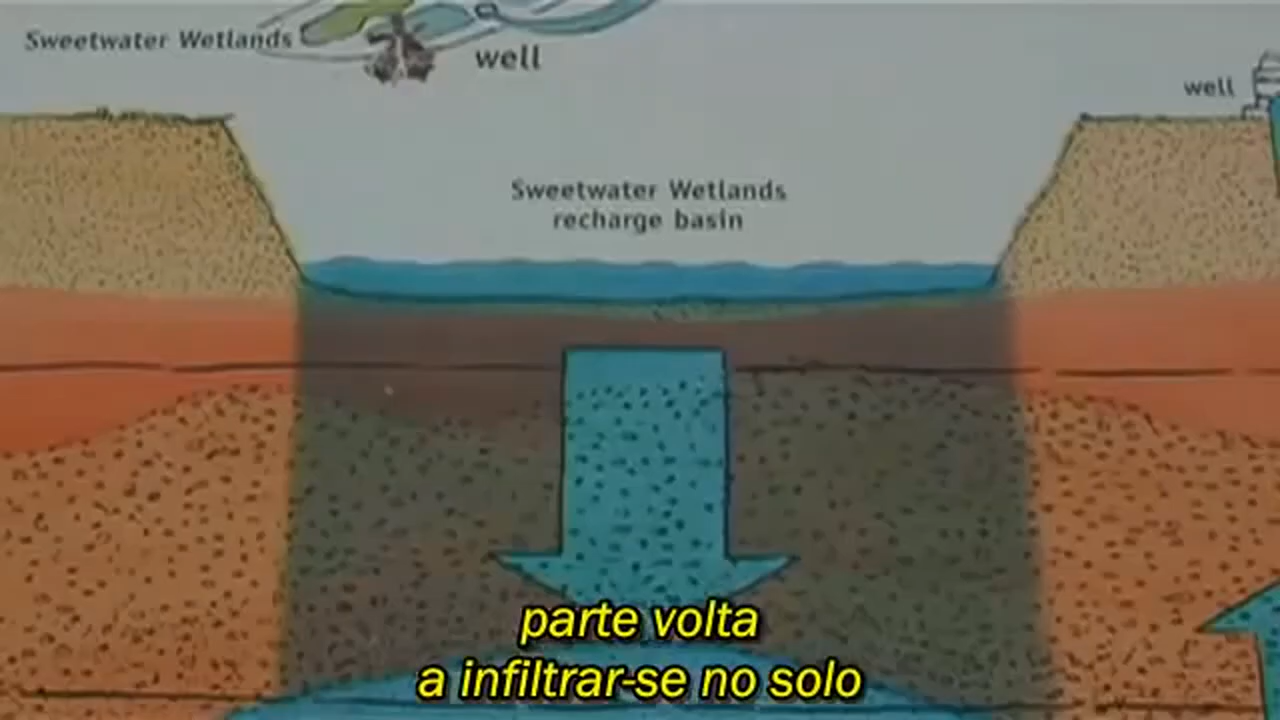 Sweetwater Wetlands
well
well
Sweetwater Wetlands
recharge basin
parte volta
a infiltrar-se no solo